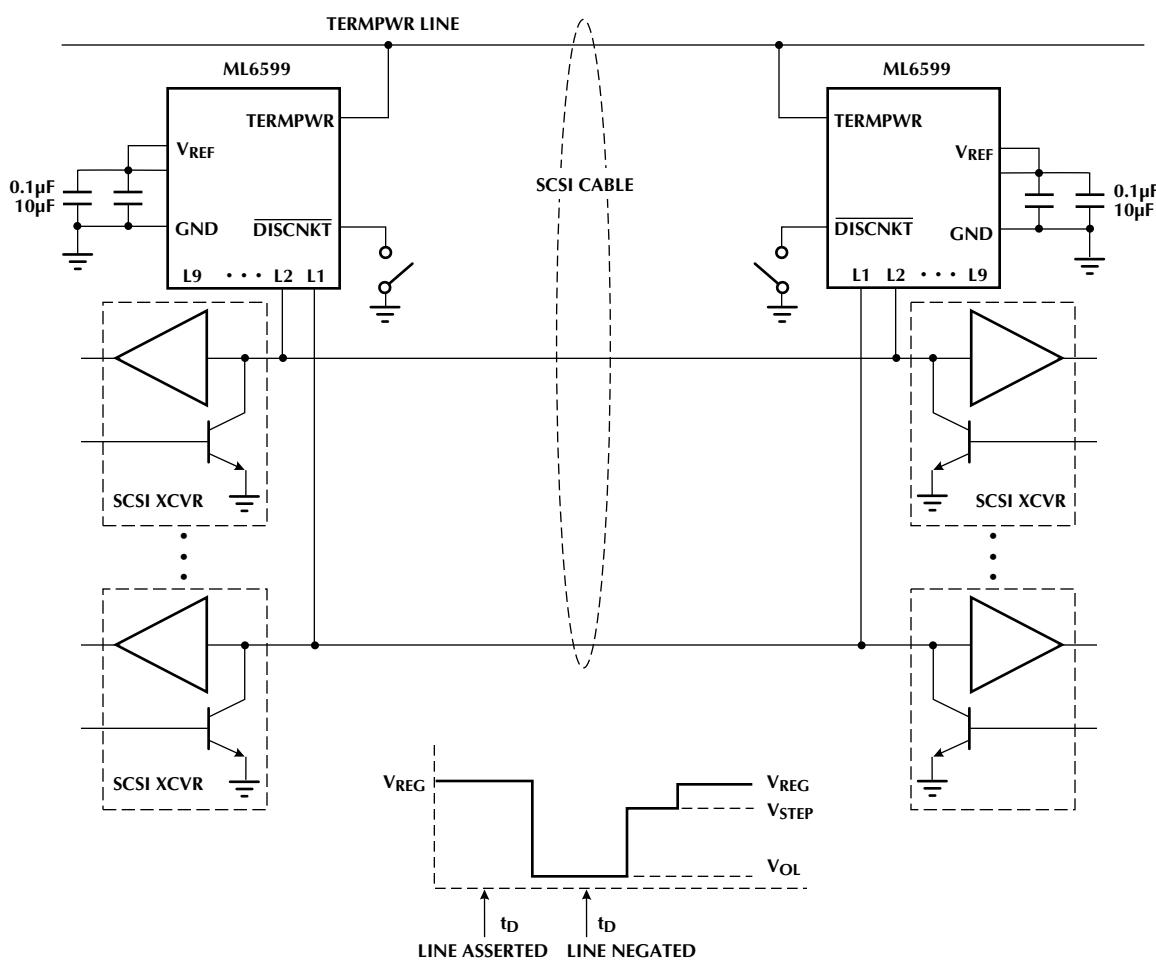 TERMPWR LINE
ML6599
ML6599
TERMPWR
TERMPWR
VREF
VREF
SCSI CABLE
0.1µF
10µF
0.1µF
10µF
GND
DISCNKT
DISCNKT
GND
L9 • • • L2 L1
L1 L2 • • • L9
SCSI XCVR
SCSI XCVR
SCSI XCVR
VREG
VREG
VSTEP
VOL
tD
tD
LINE ASSERTED
LINE NEGATED